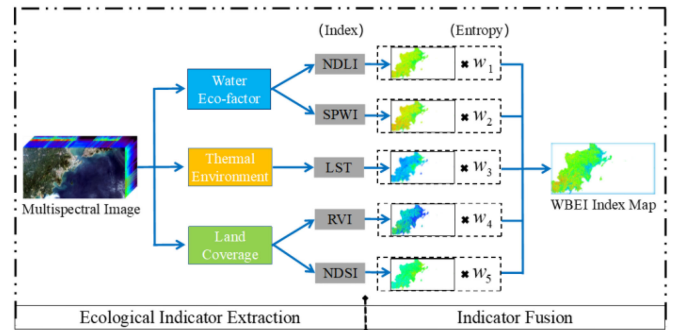 (Index)
(Entropy)
NDLI
× w1
Water
Eco-factor
SPWI
× w2
Thermal
Environment
LST
× w3
Multispectral Image
WBEI Index Map
RVI
× w4
Land
Coverage
NDSI
× w5
Ecological Indicator Extraction
Indicator Fusion